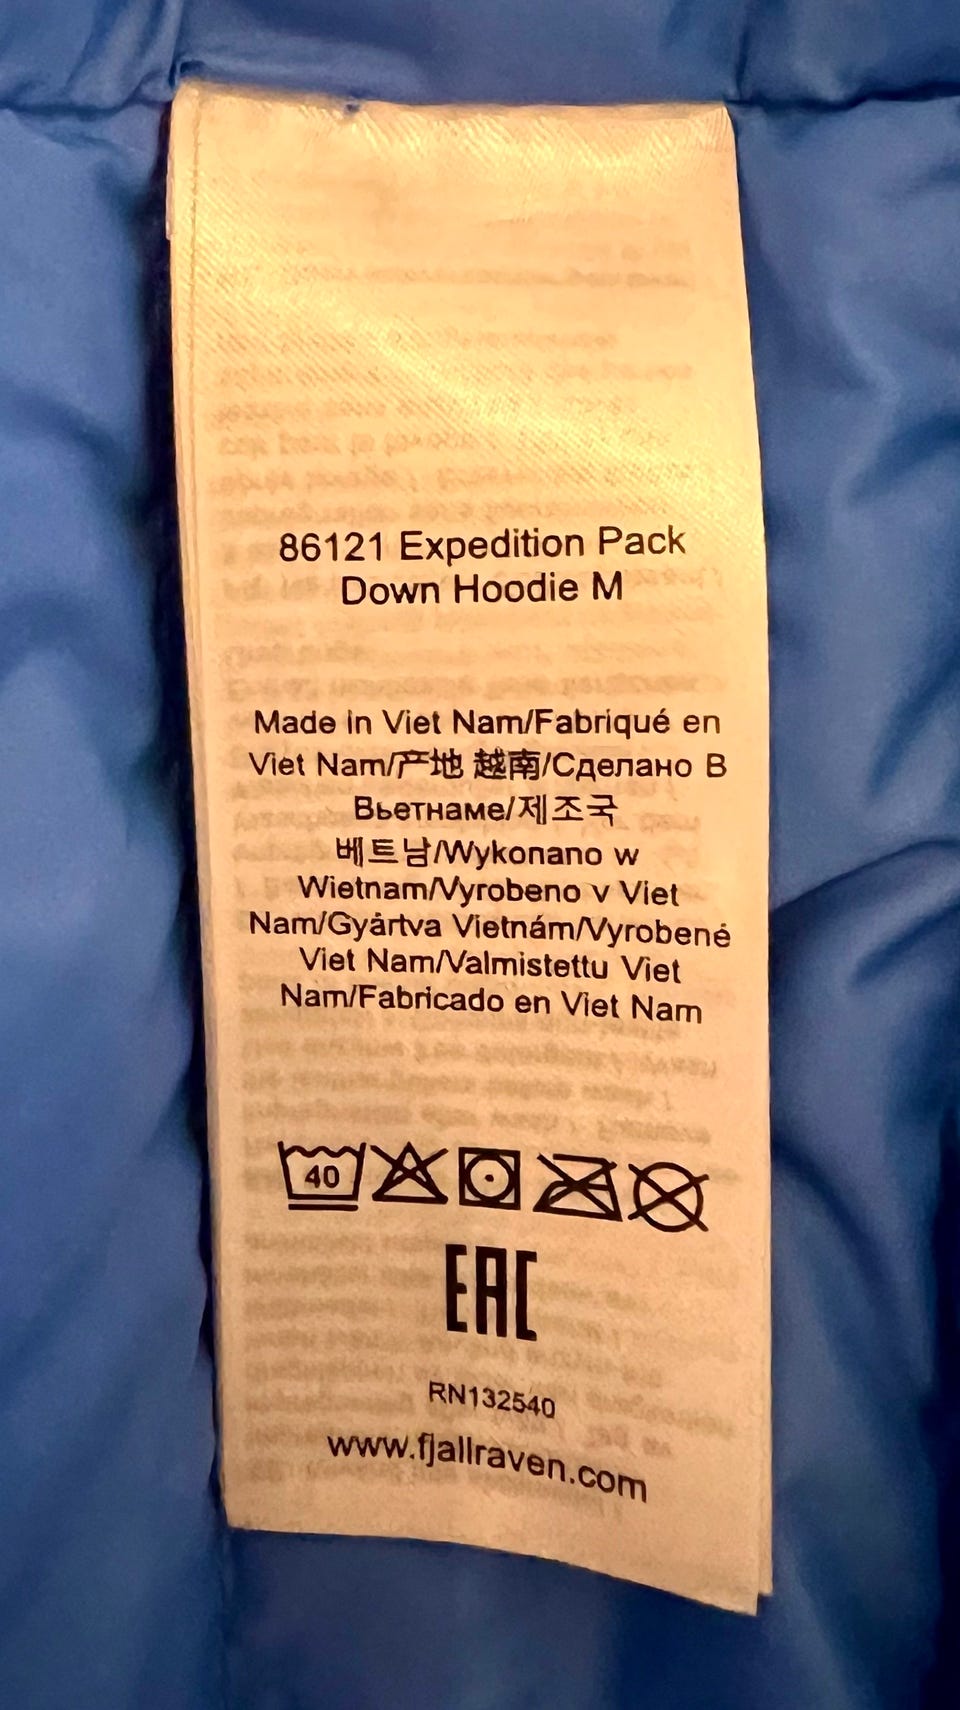 86121 Expedition Pack
Down Hoodie M
Made in Viet Nam/Fabriqué en
Viet Nam/产地 越南/Сделано В
Вьетнаме/제조국
베트남/Wykonano w
Wietnam/Vyrobeno v Viet
Nam/Gyártva Vietnám/Vyrobené
Viet Nam/Valmistettu Viet
Nam/Fabricado en Viet Nam
40
EAC
RN132540
www.fjallraven.com